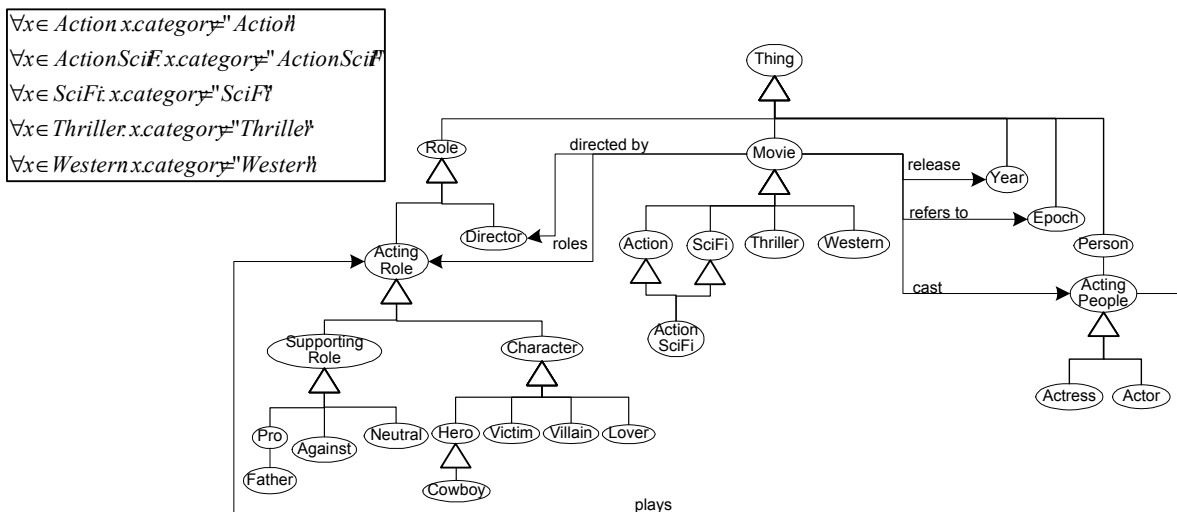 ∀x∈Action.x.category="Action"
∀x∈ActionSciF.x.category="ActionSciF"
∀x∈SciFi.x.category="SciFi"
∀x∈Thriller.x.category="Thriller"
∀x∈Western.x.category="Western"
Thing
Role
directed by
Movie
release
Year
refers to
Epoch
Director
roles
Action
SciFi
Thriller
Western
Person
Acting
Role
cast
Acting
People
Action
SciFi
Supporting
Role
Character
Actress
Actor
Pro
Against
Neutral
Hero
Victim
Villain
Lover
Father
Cowboy
plays